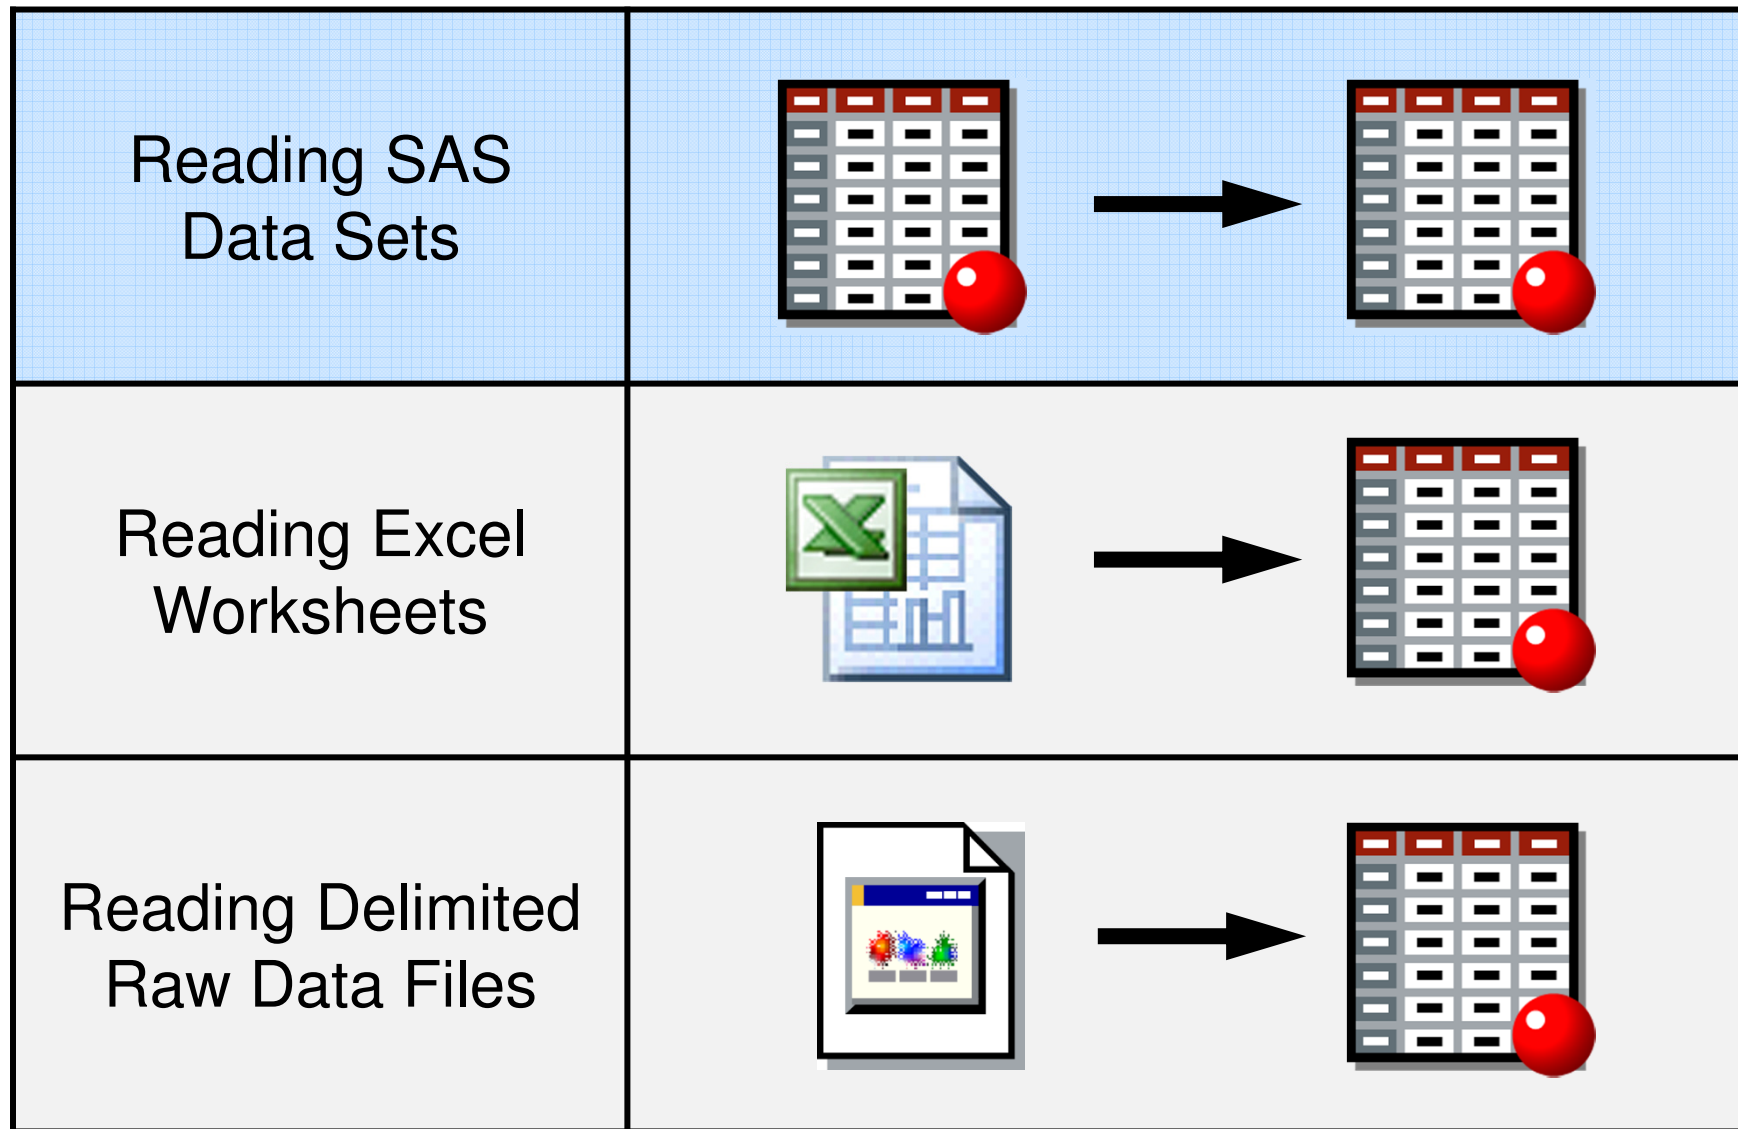 Reading SAS
Data Sets
Reading Excel
Worksheets
Reading Delimited
Raw Data Files